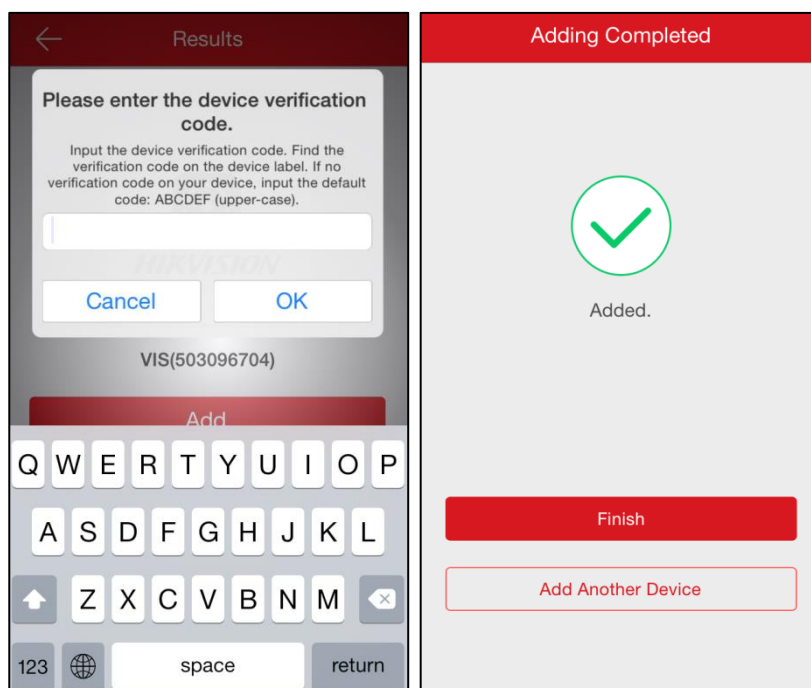 Results
Please enter the device verification
code.
Input the device verification code. Find the
verification code on the device label. If no
verification code on your device, input the default
code: ABCDEF (upper-case).
HIKVISION
Cancel OK
VIS(503096704)
Add
Q W E R T Y U I O P
A S D F G H J K L
Z X C V B N M
123 space return
Adding Completed
Added.
Finish
Add Another Device